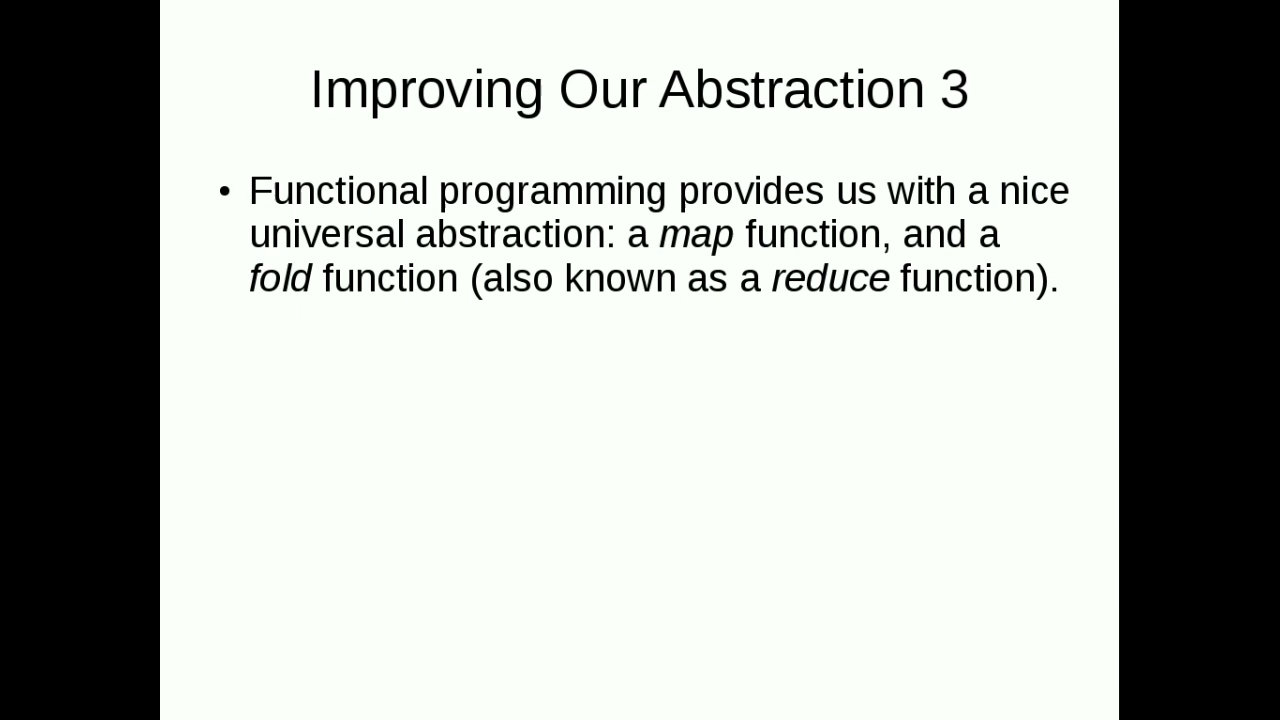 Improving Our Abstraction 3
• Functional programming provides us with a nice
universal abstraction: a map function, and a
fold function (also known as a reduce function).